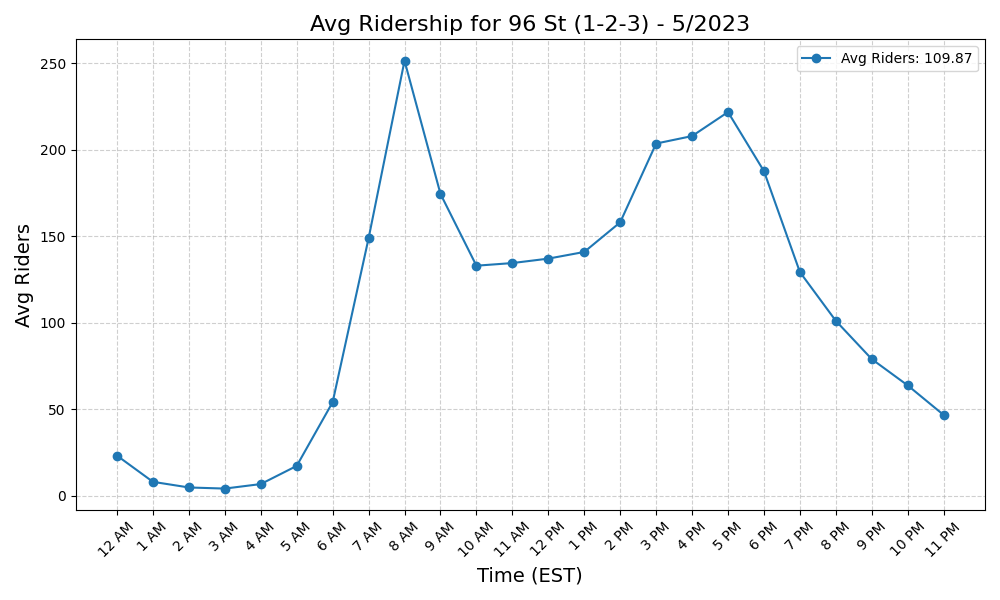 Avg Ridership for 96 St (1-2-3) - 5/2023
Avg Riders: 109.87
Avg Riders
250
200
150
100
50
0
12 AM
1 AM
2 AM
3 AM
4 AM
5 AM
6 AM
7 AM
8 AM
9 AM
10 AM
11 AM
12 PM
1 PM
2 PM
3 PM
4 PM
5 PM
6 PM
7 PM
8 PM
9 PM
10 PM
11 PM
Time (EST)